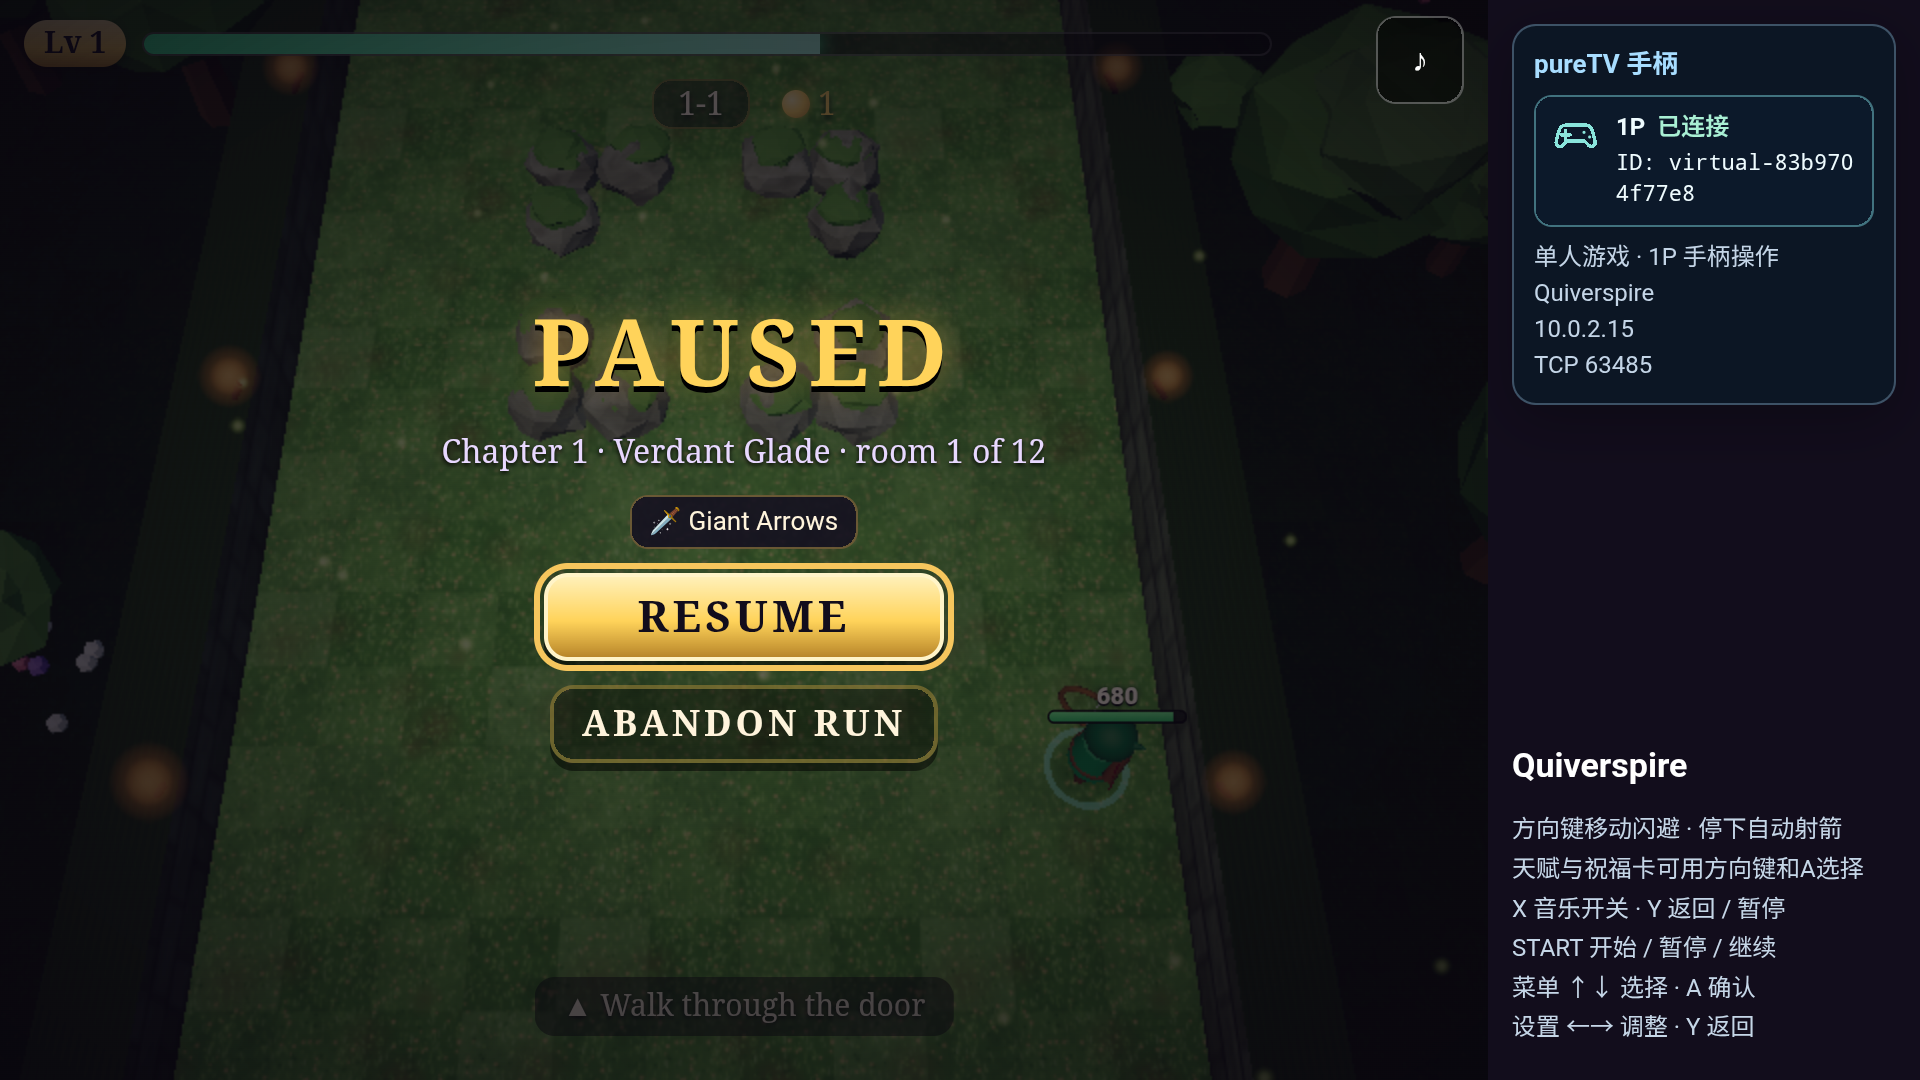 Lv 1
♪
1-1
1
PAUSED
Chapter 1 · Verdant Glade · room 1 of 12
🗡️ Giant Arrows
RESUME
ABANDON RUN
680
▲ Walk through the door
pureTV 手柄
1P 已连接
ID: virtual-83b970
4f77e8
单人游戏 · 1P 手柄操作
Quiverspire
10.0.2.15
TCP 63485
Quiverspire
方向键移动闪避 · 停下自动射箭
天赋与祝福卡可用方向键和A选择
X 音乐开关 · Y 返回 / 暂停
START 开始 / 暂停 / 继续
菜单 ↑↓ 选择 · A 确认
设置 ←→ 调整 · Y 返回